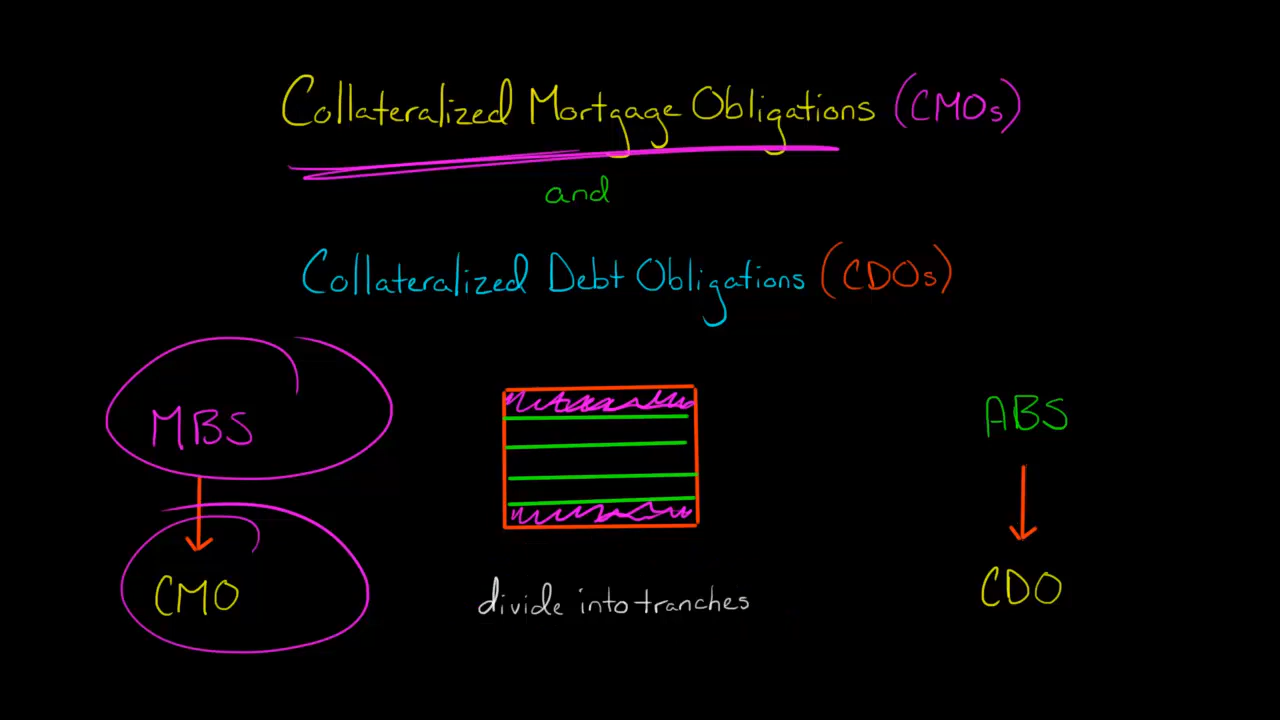 Collateralized Mortgage Obligations (CMOs)
and
Collateralized Debt Obligations (CDOs)
MBS
ABS
CMO
divide into tranches
CDO